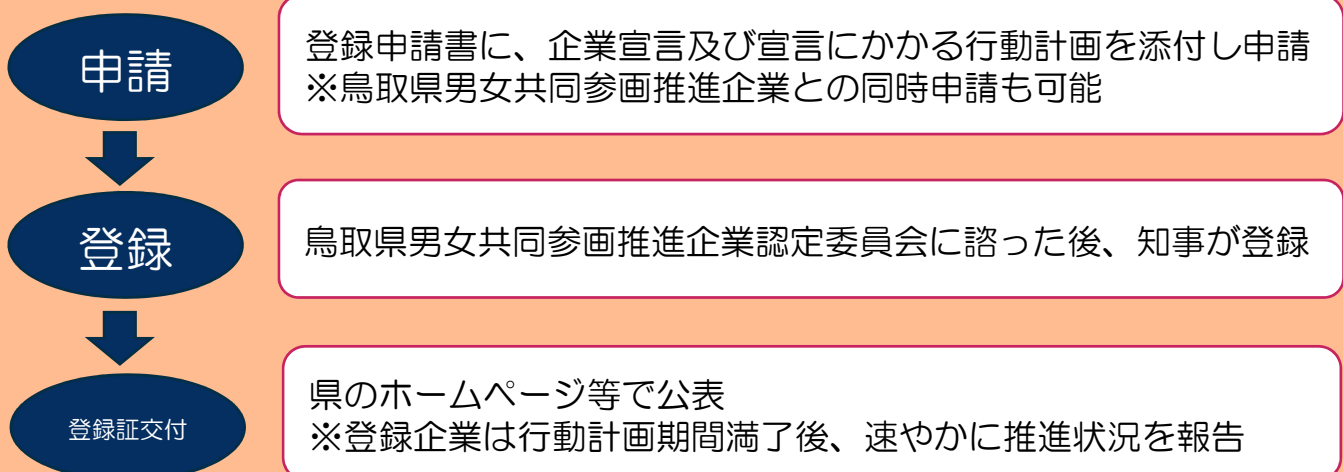 申請
登録申請書に、企業宣言及び宣言にかかる行動計画を添付し申請
※鳥取県男女共同参画推進企業との同時申請も可能
登録
鳥取県男女共同参画推進企業認定委員会に諮った後、知事が登録
登録証交付
県のホームページ等で公表
※登録企業は行動計画期間満了後、速やかに推進状況を報告